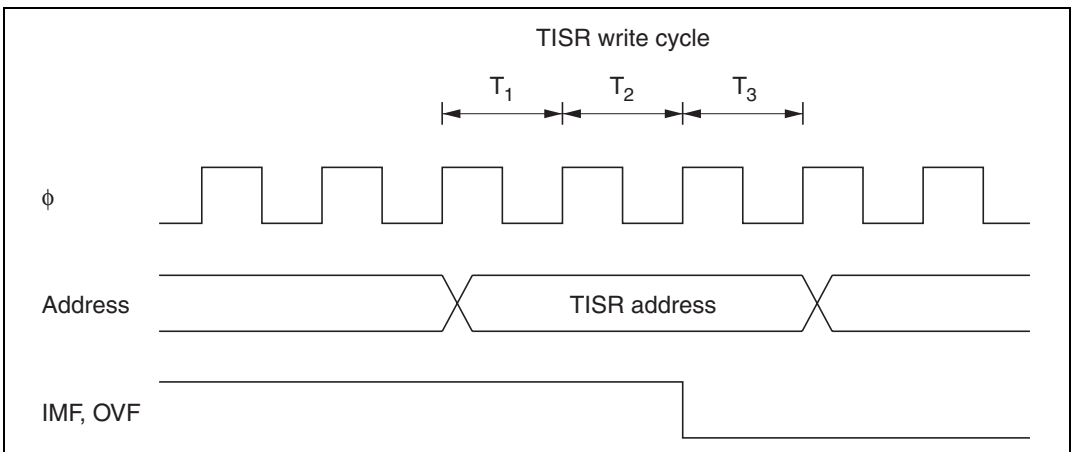 TISR write cycle
T1 T2 T3
ϕ
Address TISR address
IMF, OVF